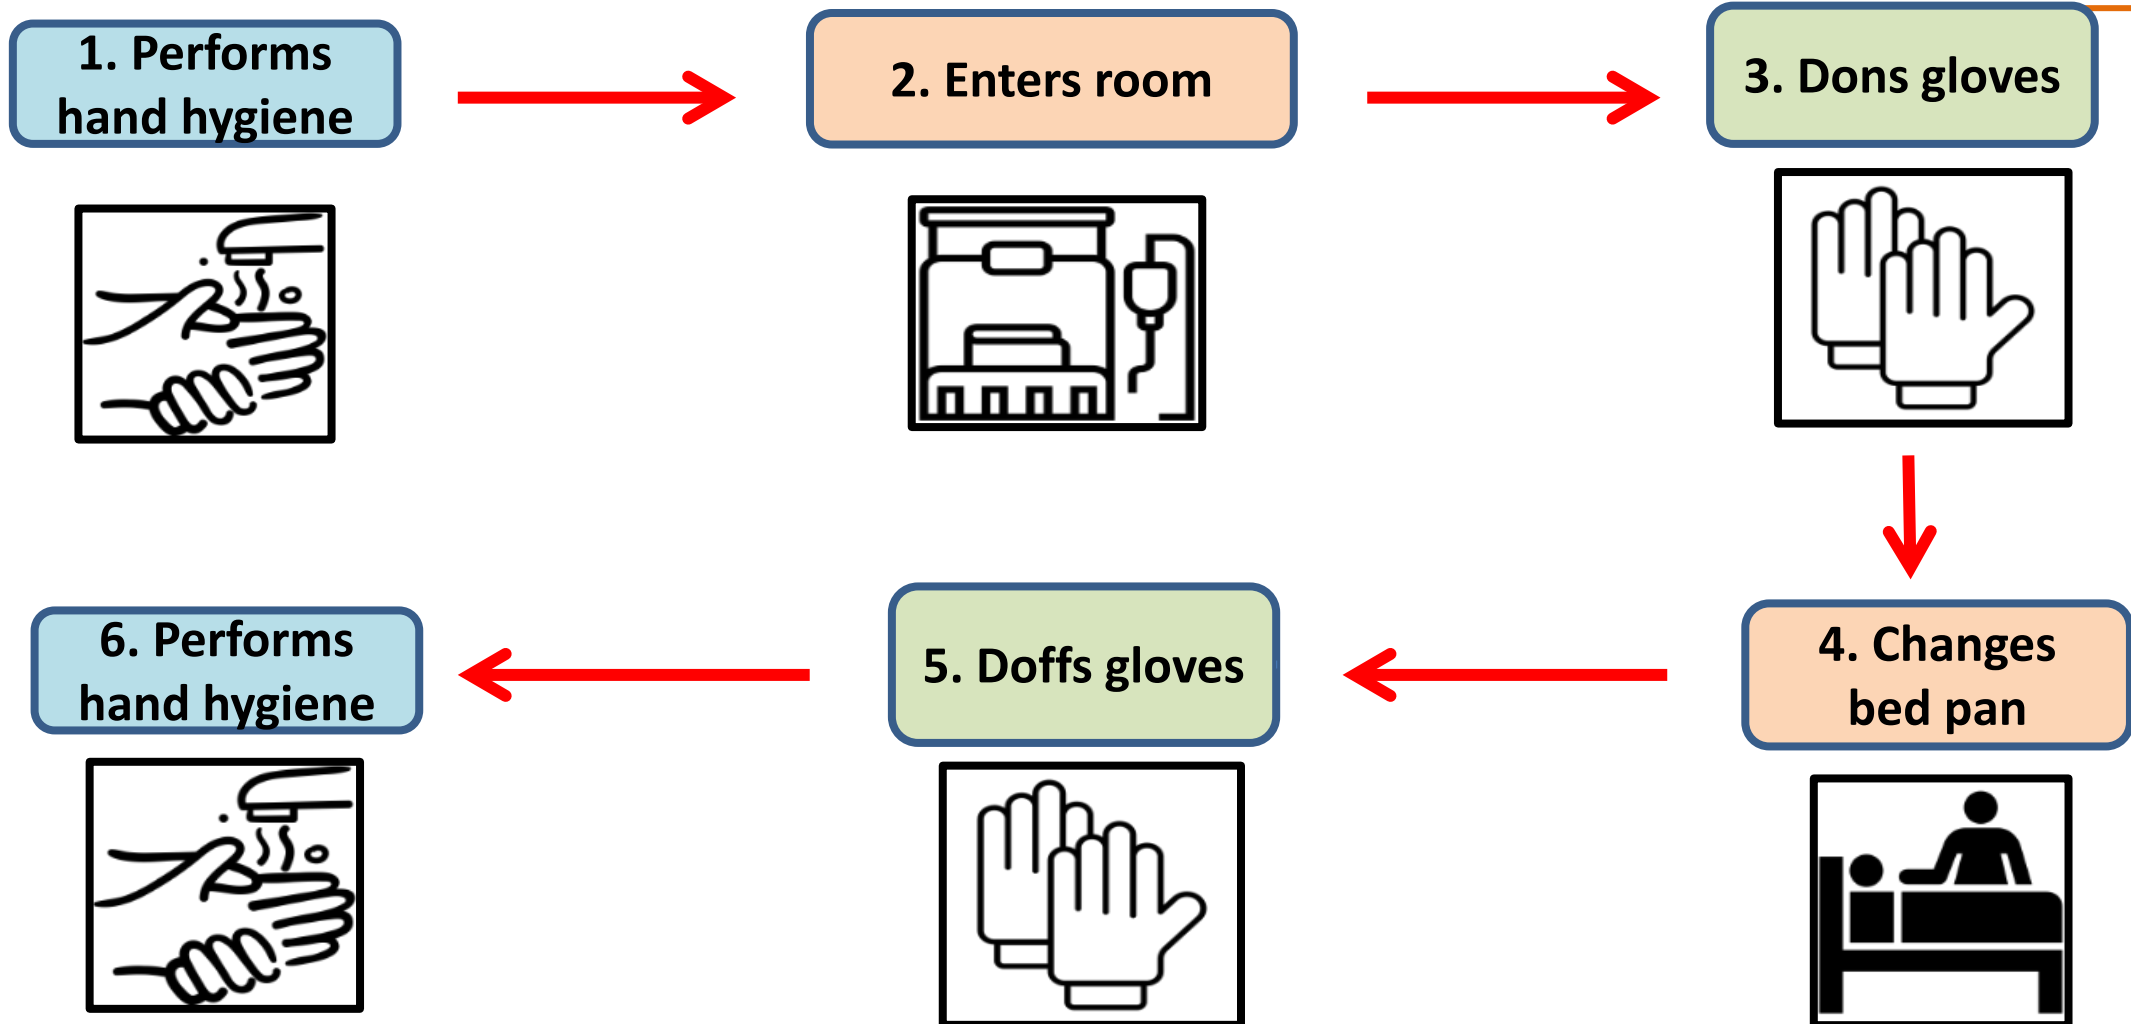 1. Performs
hand hygiene
2. Enters room
3. Dons gloves
4. Changes
bed pan
5. Doffs gloves
6. Performs
hand hygiene